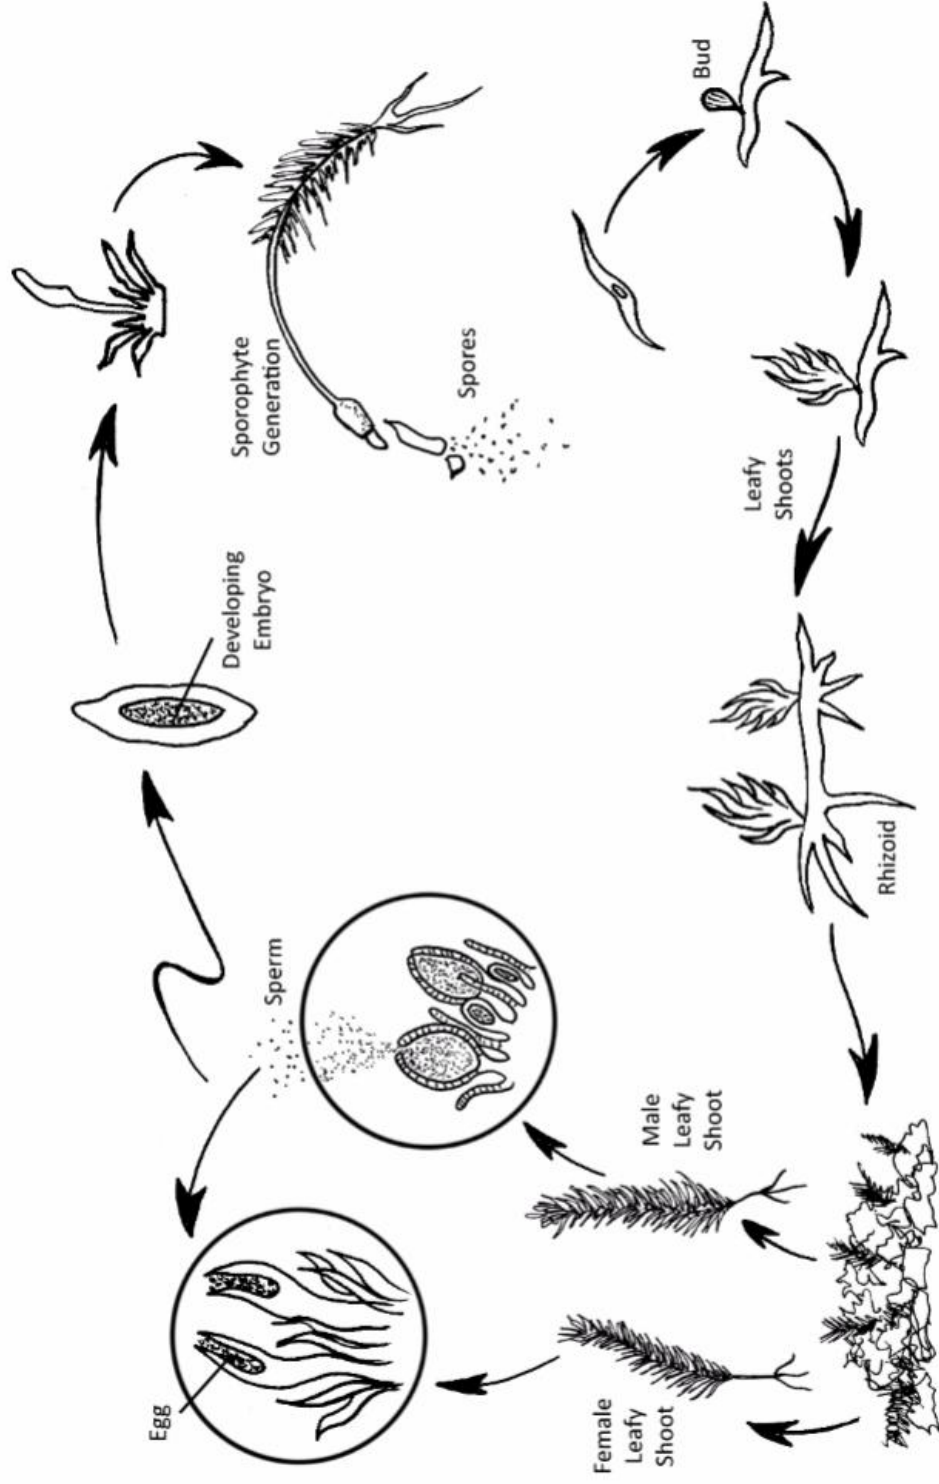 Egg
Sperm
Developing
Embryo
Sporophyte
Generation
Spores
Female
Leafy
Shoot
Male
Leafy
Shoot
Rhizoid
Leafy
Shoots
Bud